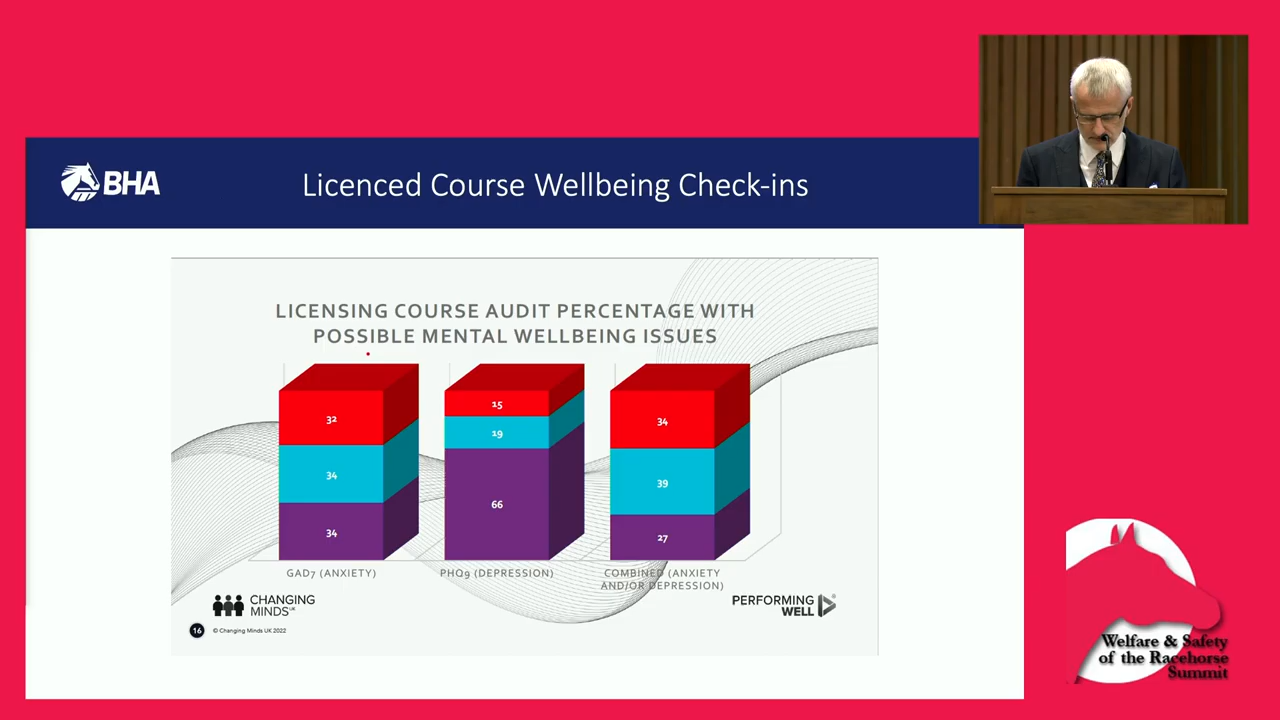 BHA
Licenced Course Wellbeing Check-ins
LICENSING COURSE AUDIT PERCENTAGE WITH
POSSIBLE MENTAL WELLBEING ISSUES
32
34
34
GAD7 (ANXIETY)
15
19
66
PHQ9 (DEPRESSION)
34
39
27
COMBINED (ANXIETY
AND/OR DEPRESSION)
CHANGING
MINDS UK
PERFORMING
WELL
16
© Changing Minds UK 2022
Welfare & Safety
of the Racehorse
Summit